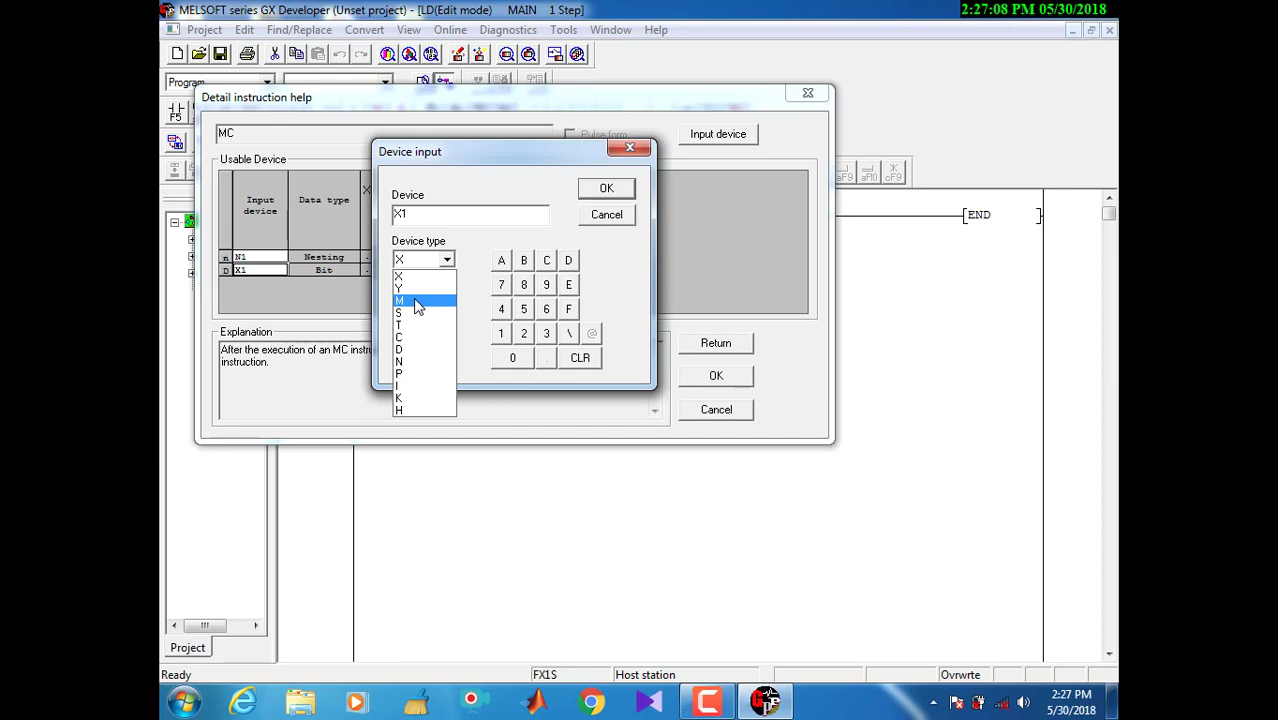 MELSOFT series GX Developer (Unset project) - [LD(Edit mode) MAIN 1 Step]
2:27:08 PM 05/30/2018
Project Edit Find/Replace Convert View Online Diagnostics Tools Window Help
Program
Detail instruction help
F5
MC
Pulse form
Input device
Usable Device
Input device
Data type
X
n N1 Nesting -
D X1 Bit -
Device input
Device
X1
OK
Cancel
Device type
X
X
Y
M
S
T
C
D
N
P
I
K
H
A B C D
7 8 9 E
4 5 6 F
1 2 3 \ @
0 . CLR
Explanation
After the execution of an MC instru
instruction.
Return
OK
Cancel
aF9 aF10 cF9
END
Project
Ready
FX1S
Host station
Ovrwrte
2:27 PM
5/30/2018